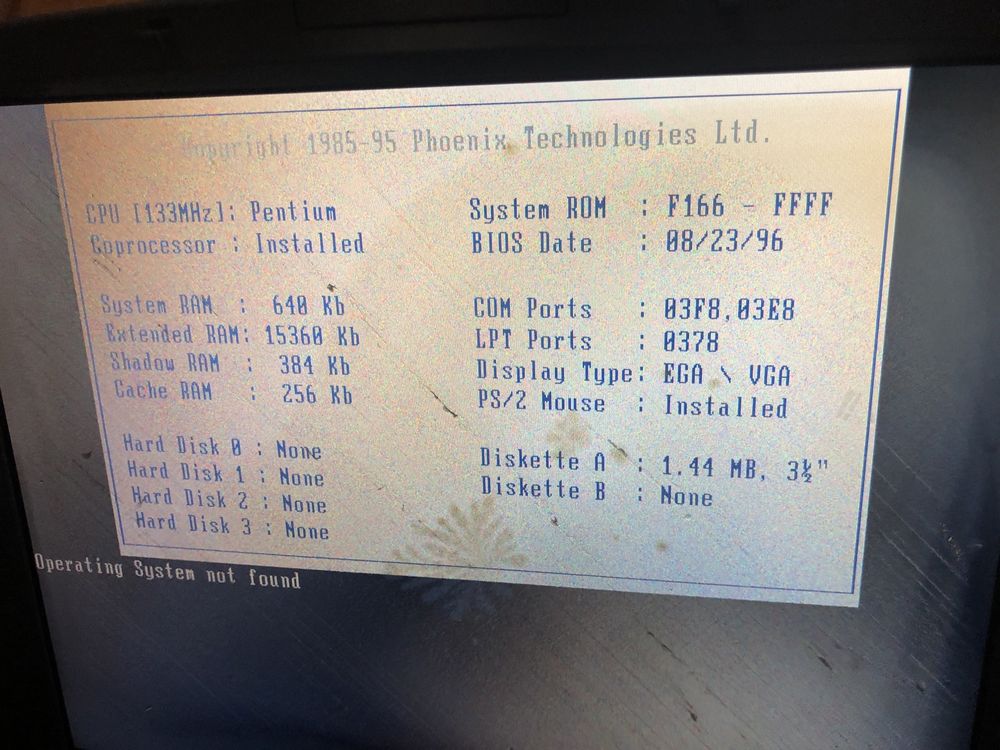 Copyright 1985-95 Phoenix Technologies Ltd.
CPU [133MHz]: Pentium
Coprocessor : Installed
System ROM : F166 - FFFF
BIOS Date : 08/23/96
System RAM : 640 Kb
Extended RAM: 15360 Kb
Shadow RAM : 384 Kb
Cache RAM : 256 Kb
COM Ports : 03F8,03E8
LPT Ports : 0378
Display Type: EGA \ VGA
PS/2 Mouse : Installed
Hard Disk 0 : None
Hard Disk 1 : None
Hard Disk 2 : None
Hard Disk 3 : None
Diskette A : 1.44 MB, 3½"
Diskette B : None
Operating System not found